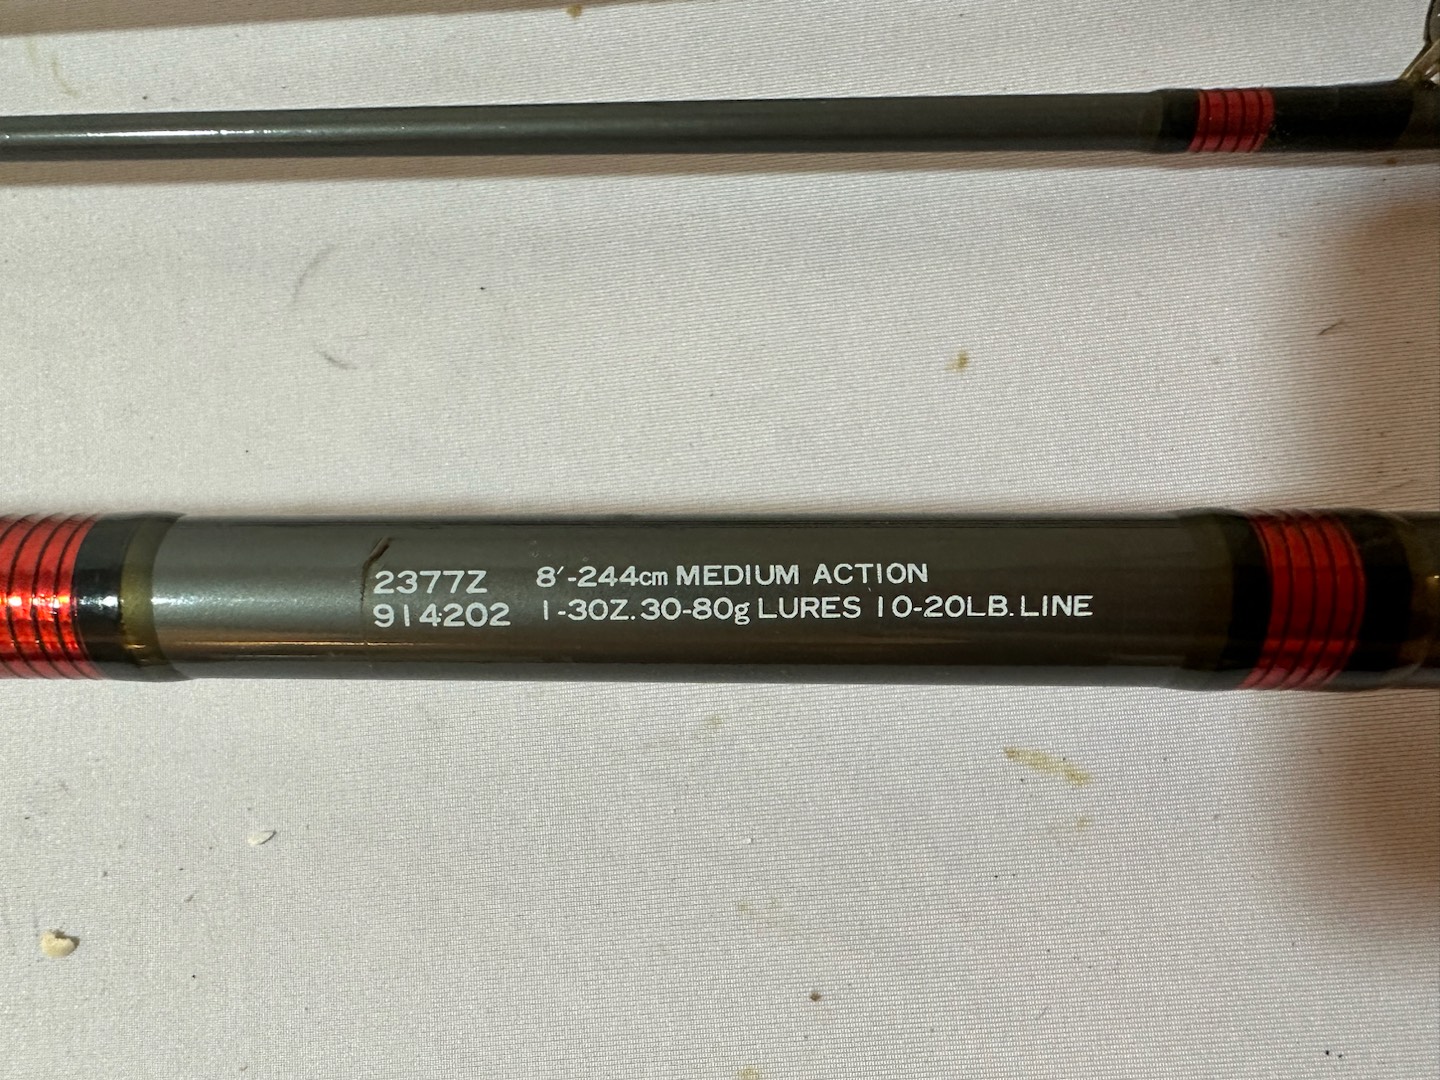 2377Z 8'-244cm MEDIUM ACTION
914202 1-3OZ. 30-80g LURES 10-20LB. LINE